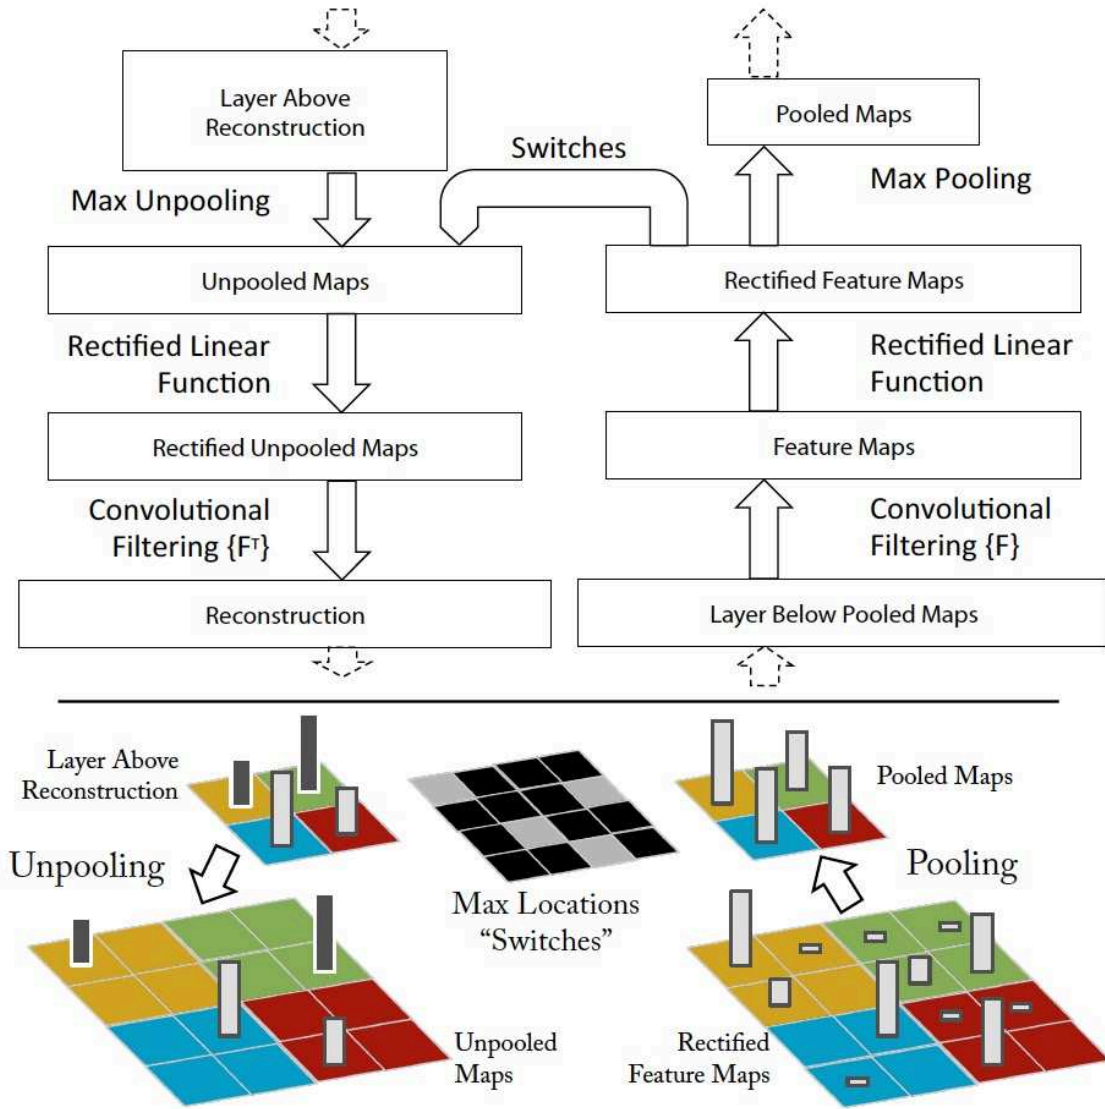 Layer Above
Reconstruction
Pooled Maps
Switches
Max Unpooling
Max Pooling
Unpooled Maps
Rectified Feature Maps
Rectified Linear
Function
Rectified Linear
Function
Rectified Unpooled Maps
Feature Maps
Convolutional
Filtering {Fᵀ}
Convolutional
Filtering {F}
Reconstruction
Layer Below Pooled Maps
Layer Above
Reconstruction
Pooled Maps
Unpooling
Pooling
Max Locations
“Switches”
Unpooled
Maps
Rectified
Feature Maps